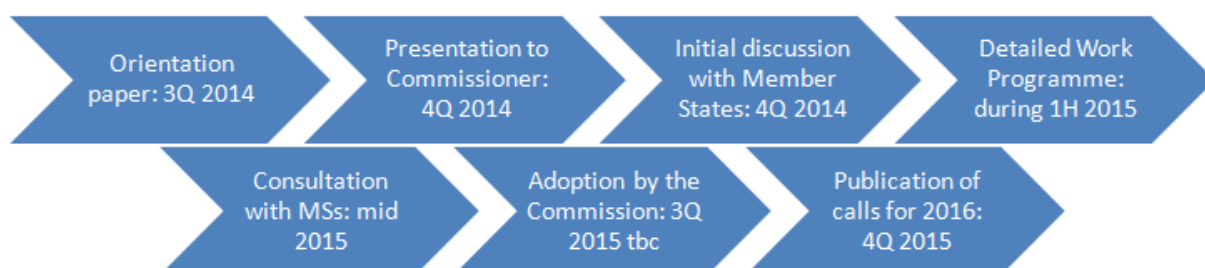 Orientation
paper: 3Q 2014
Presentation to
Commissioner:
4Q 2014
Initial discussion
with Member
States: 4Q 2014
Detailed Work
Programme:
during 1H 2015
Consultation
with MSs: mid
2015
Adoption by the
Commission: 3Q
2015 tbc
Publication of
calls for 2016:
4Q 2015